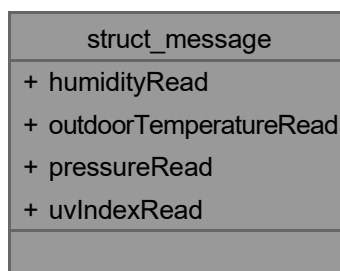 struct_message
+ humidityRead
+ outdoorTemperatureRead
+ pressureRead
+ uvIndexRead